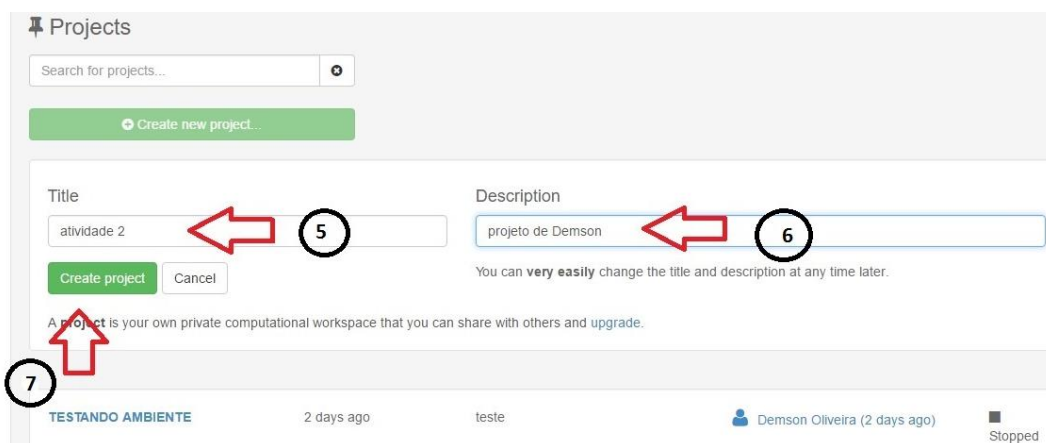 Projects
Search for projects...
Create new project...
Title
Description
atividade 2
5
projeto de Demson
6
Create project
Cancel
You can very easily change the title and description at any time later.
A project is your own private computational workspace that you can share with others and upgrade.
7
TESTANDO AMBIENTE
2 days ago
teste
Demson Oliveira (2 days ago)
Stopped